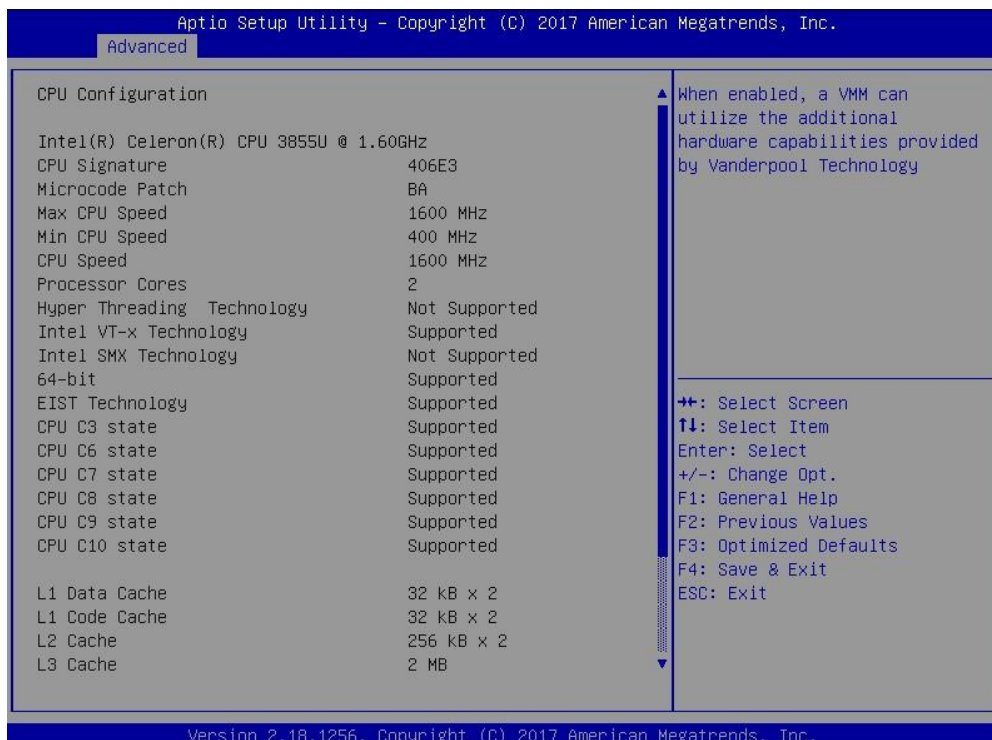 Aptio Setup Utility – Copyright (C) 2017 American Megatrends, Inc.
Advanced
CPU Configuration
Intel(R) Celeron(R) CPU 3855U @ 1.60GHz
CPU Signature 406E3
Microcode Patch BA
Max CPU Speed 1600 MHz
Min CPU Speed 400 MHz
CPU Speed 1600 MHz
Processor Cores 2
Hyper Threading Technology Not Supported
Intel VT-x Technology Supported
Intel SMX Technology Not Supported
64-bit Supported
EIST Technology Supported
CPU C3 state Supported
CPU C6 state Supported
CPU C7 state Supported
CPU C8 state Supported
CPU C9 state Supported
CPU C10 state Supported
L1 Data Cache 32 kB x 2
L1 Code Cache 32 kB x 2
L2 Cache 256 kB x 2
L3 Cache 2 MB
When enabled, a VMM can
utilize the additional
hardware capabilities provided
by Vanderpool Technology
→←: Select Screen
↑↓: Select Item
Enter: Select
+/-: Change Opt.
F1: General Help
F2: Previous Values
F3: Optimized Defaults
F4: Save & Exit
ESC: Exit
Version 2.18.1256. Copyright (C) 2017 American Megatrends, Inc.